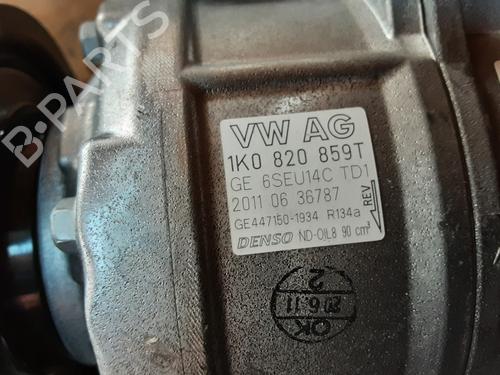 VW AG
1K0 820 859T
GE 6SEU14C TD1
2011 06 36787
GE447150-1934 R134a
DENSO ND-OIL8 90 cm³
REV
OK
2
B-PARTS